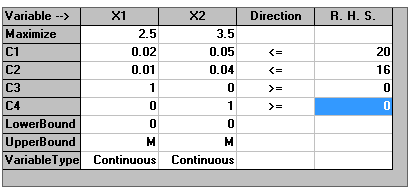 Variable --> X1 X2 Direction R. H. S.
Maximize 2.5 3.5
C1 0.02 0.05 <= 20
C2 0.01 0.04 <= 16
C3 1 0 >= 0
C4 0 1 >= 0
LowerBound 0 0
UpperBound M M
VariableType Continuous Continuous